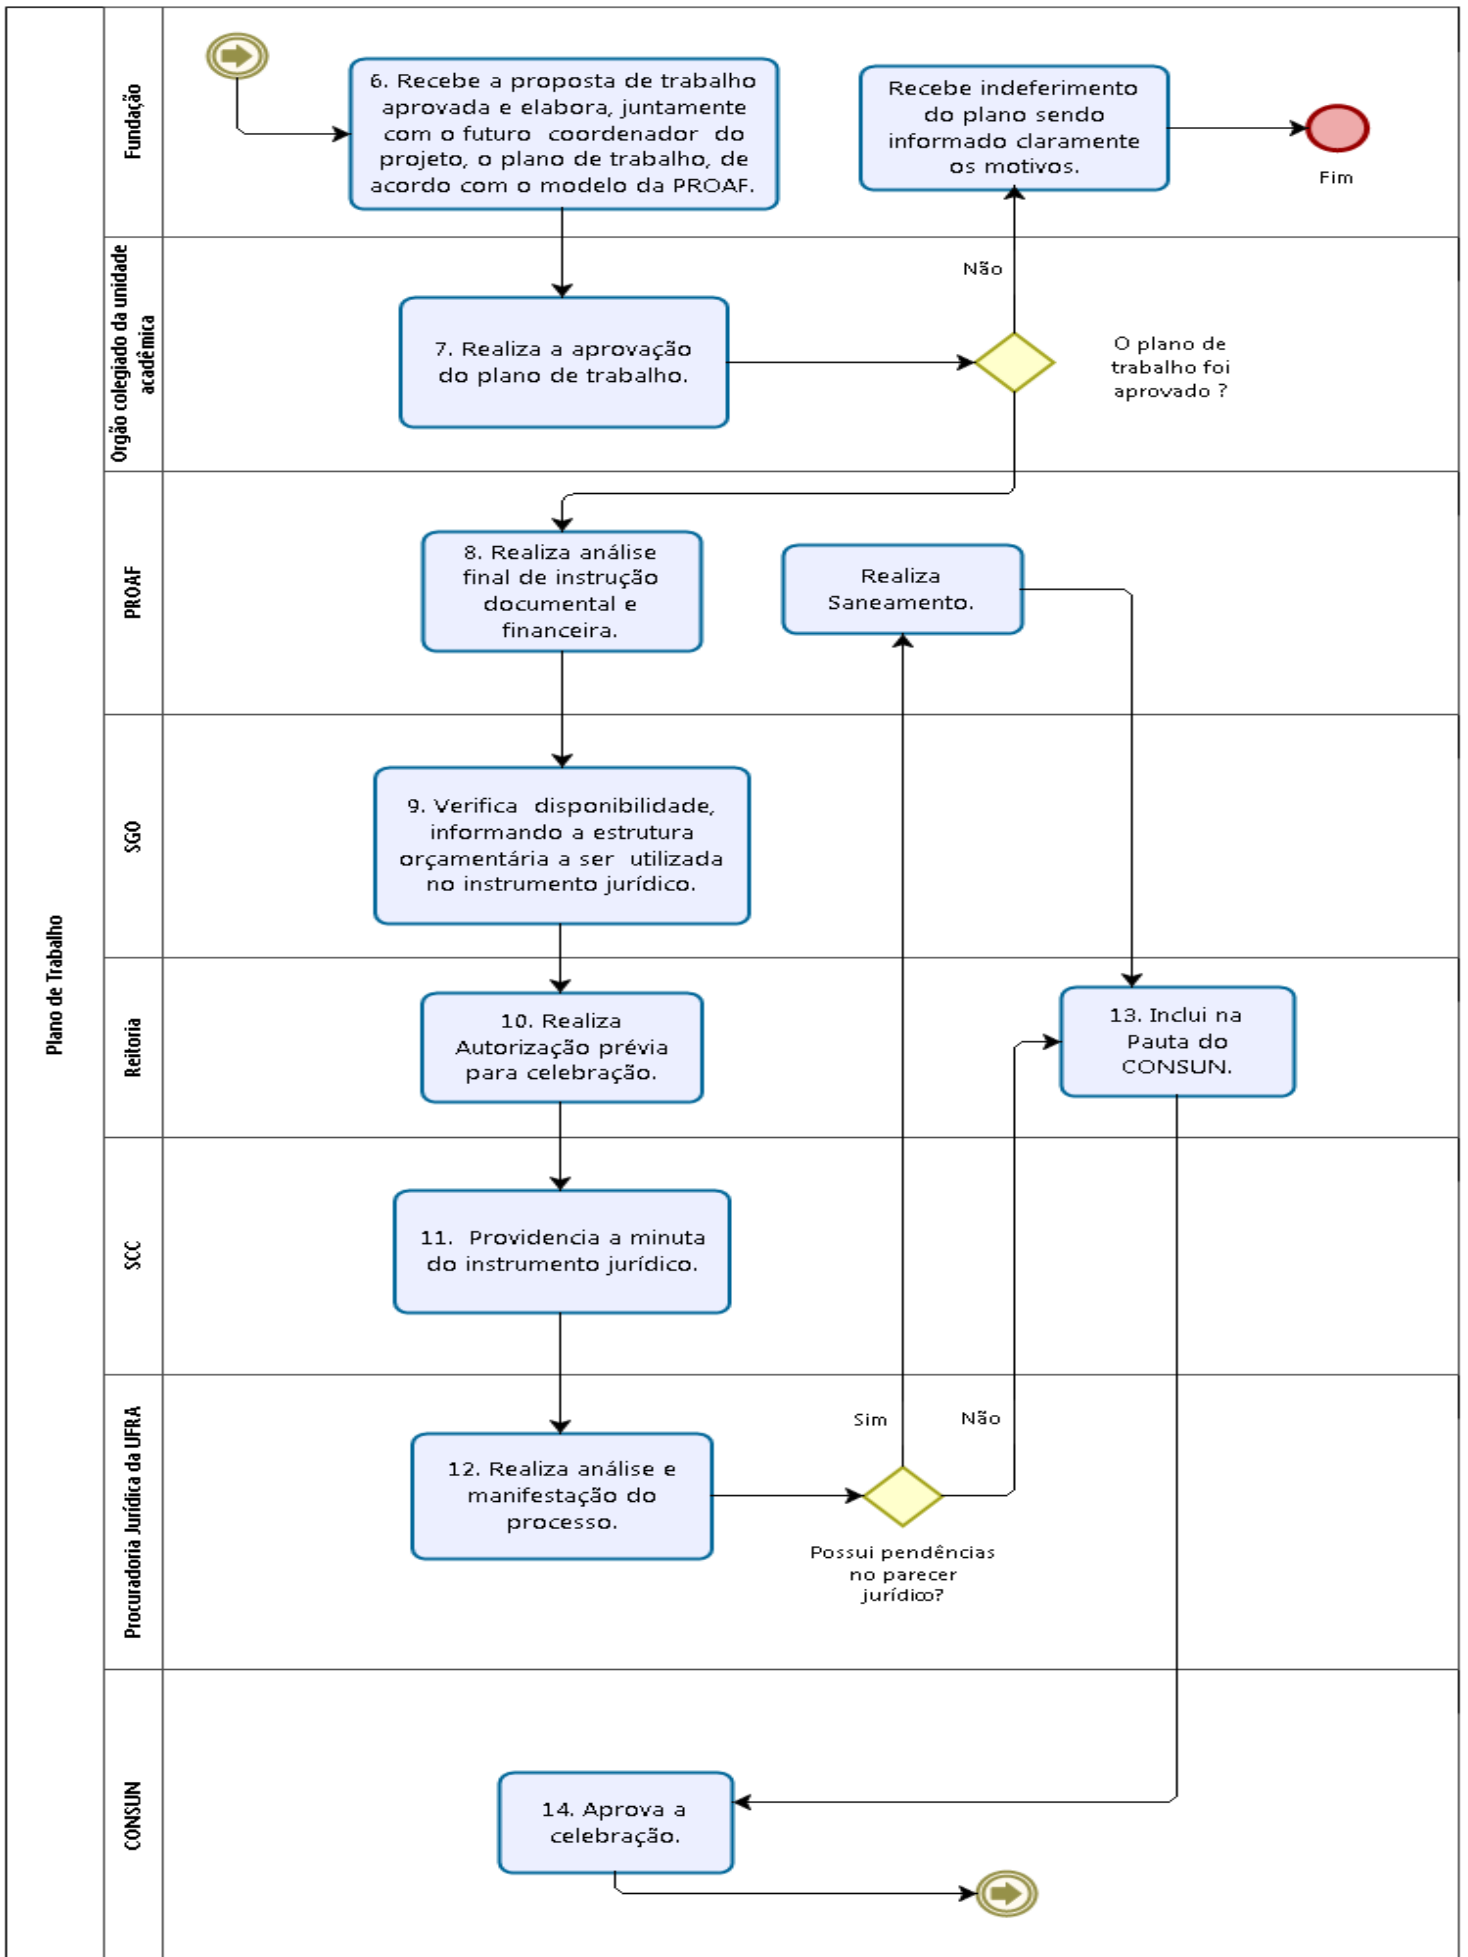 Plano de Trabalho
Fundação
6. Recebe a proposta de trabalho
aprovada e elabora, juntamente
com o futuro coordenador do
projeto, o plano de trabalho, de
acordo com o modelo da PROAF.
Recebe indeferimento
do plano sendo
informado claramente
os motivos.
Fim
Orgão colegiado da unidade
acadêmica
7. Realiza a aprovação
do plano de trabalho.
Não
O plano de
trabalho foi
aprovado ?
PROAF
8. Realiza análise
final de instrução
documental e
financeira.
Realiza
Saneamento.
SGO
9. Verifica disponibilidade,
informando a estrutura
orçamentária a ser utilizada
no instrumento jurídico.
Reitoria
10. Realiza
Autorização prévia
para celebração.
13. Inclui na
Pauta do
CONSUN.
SCC
11. Providencia a minuta
do instrumento jurídico.
Procuradoria Jurídica da UFRA
12. Realiza análise e
manifestação do
processo.
Sim
Não
Possui pendências
no parecer
jurídico?
CONSUN
14. Aprova a
celebração.